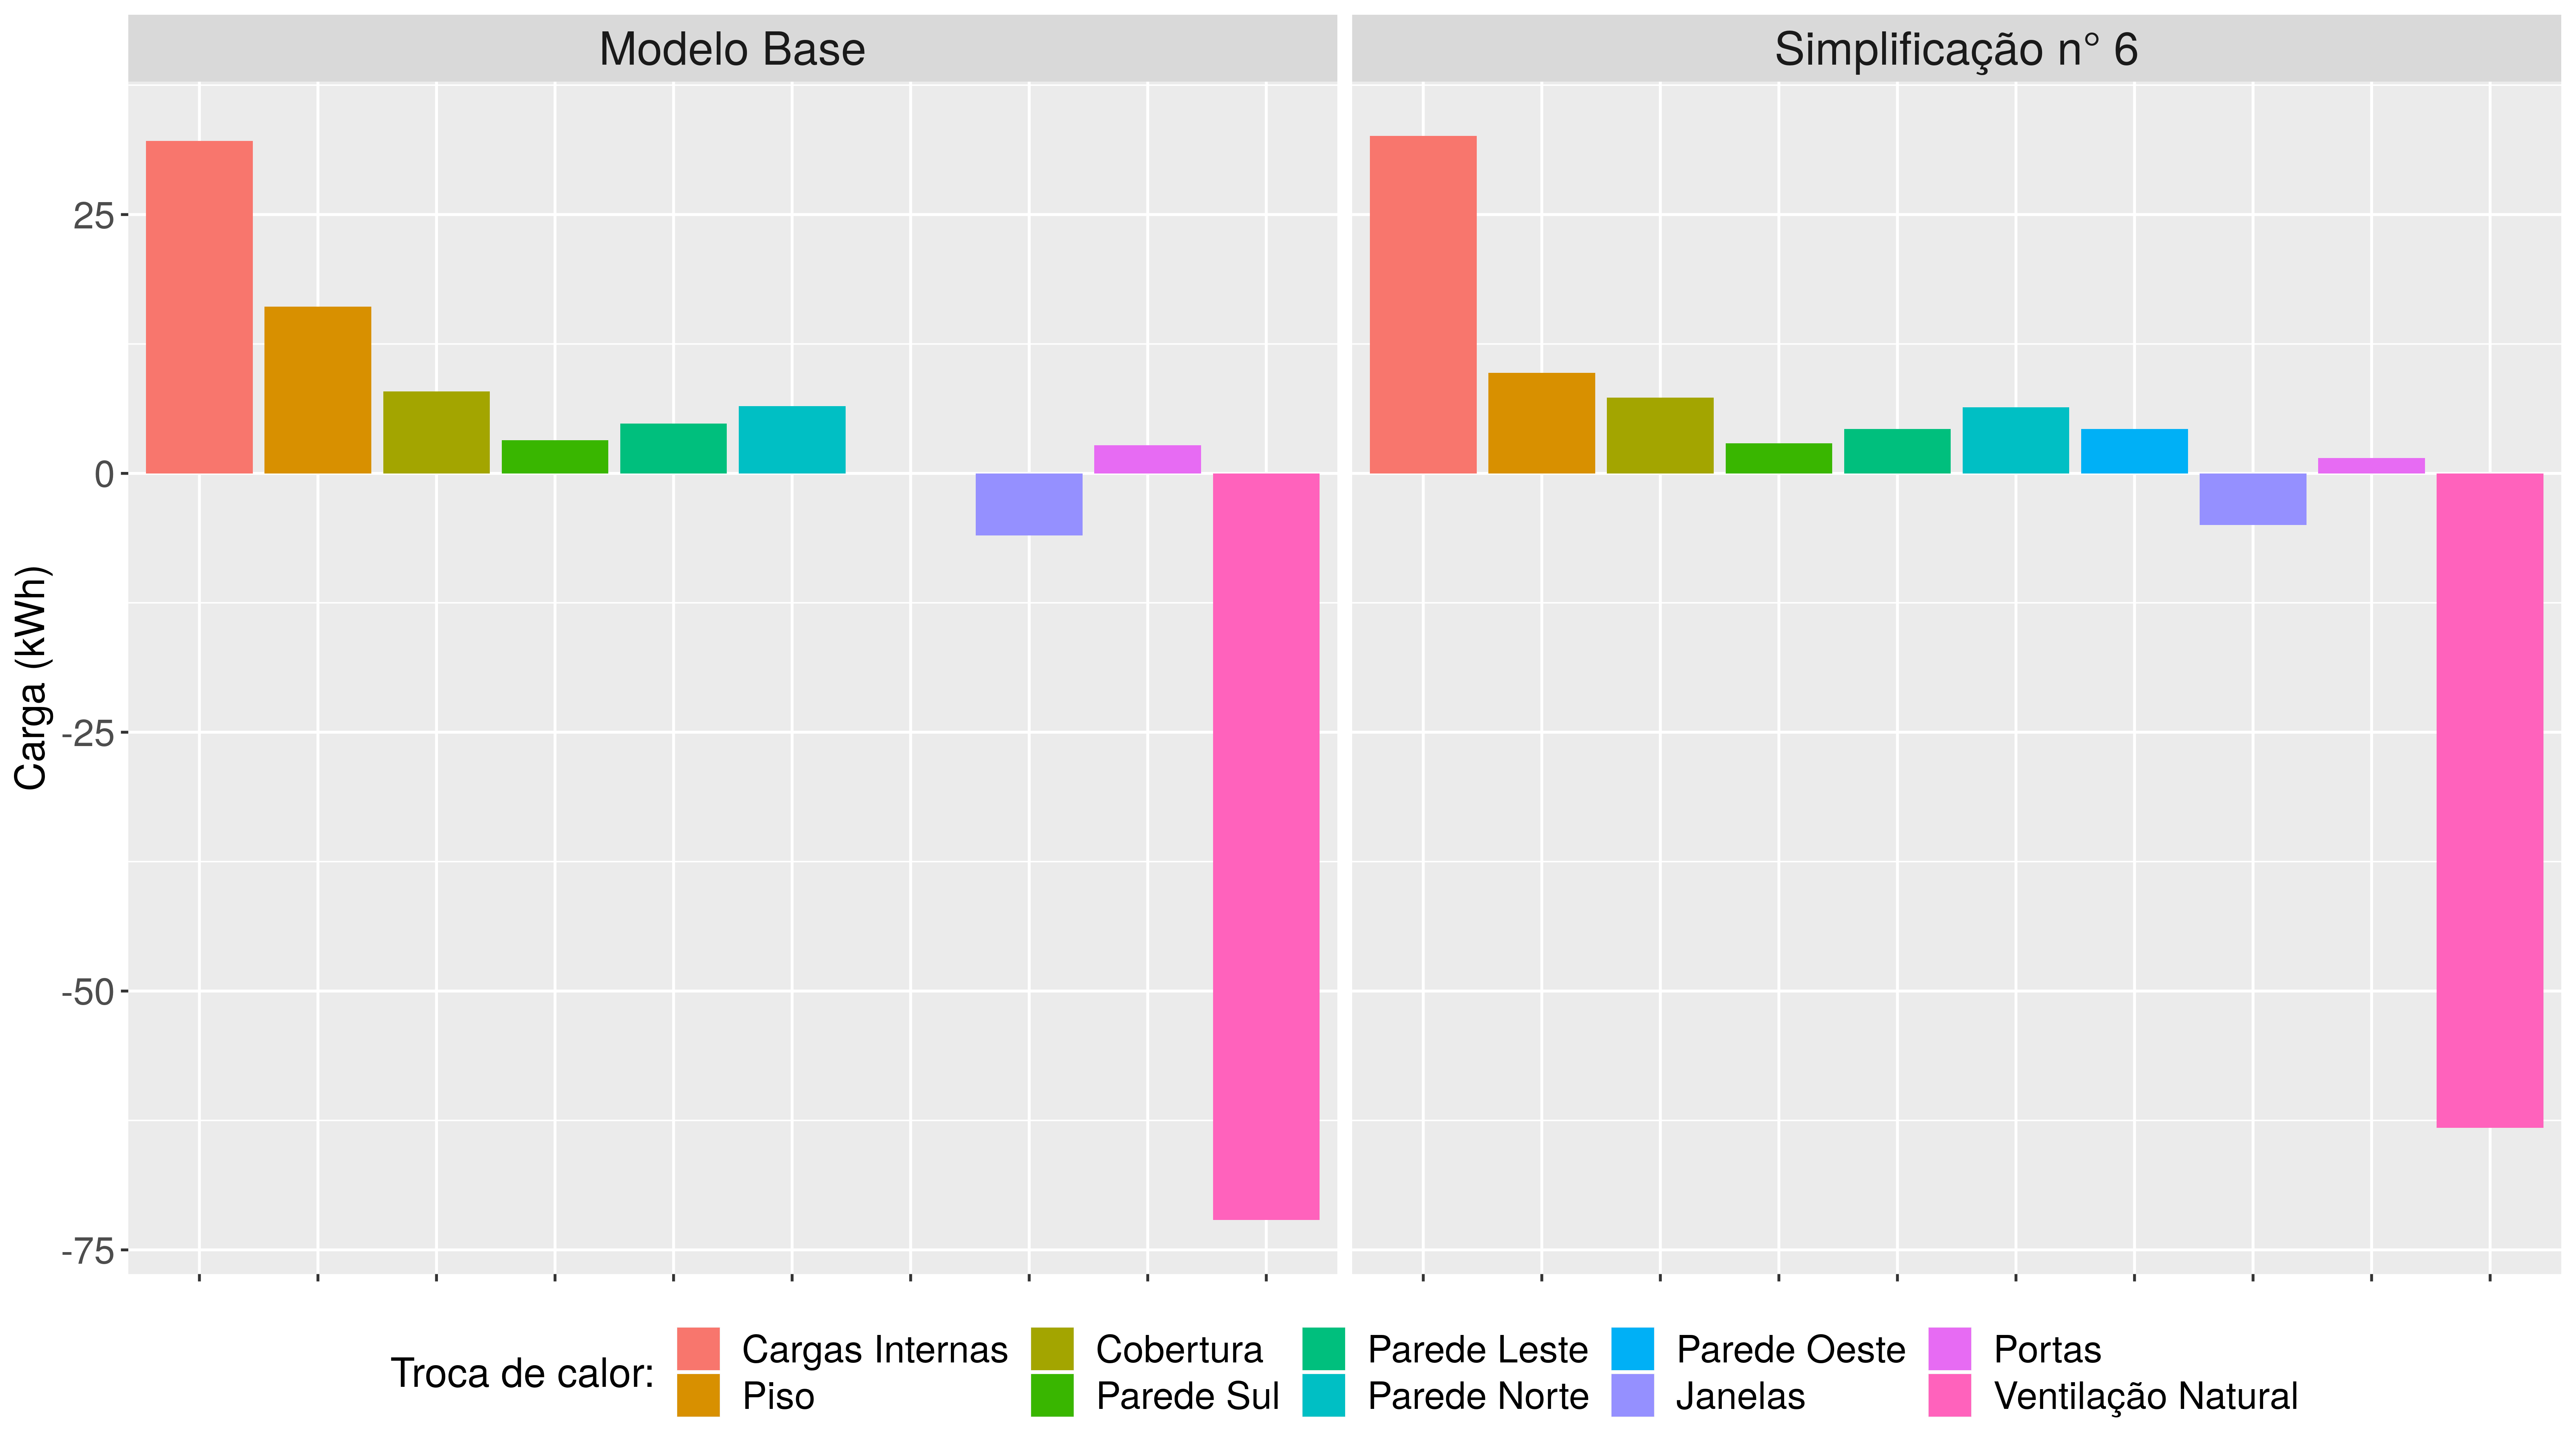 Modelo Base
Simplificação n° 6
Carga (kWh)
25
0
-25
-50
-75
Troca de calor:
Cargas Internas
Cobertura
Parede Leste
Parede Oeste
Portas
Piso
Parede Sul
Parede Norte
Janelas
Ventilação Natural